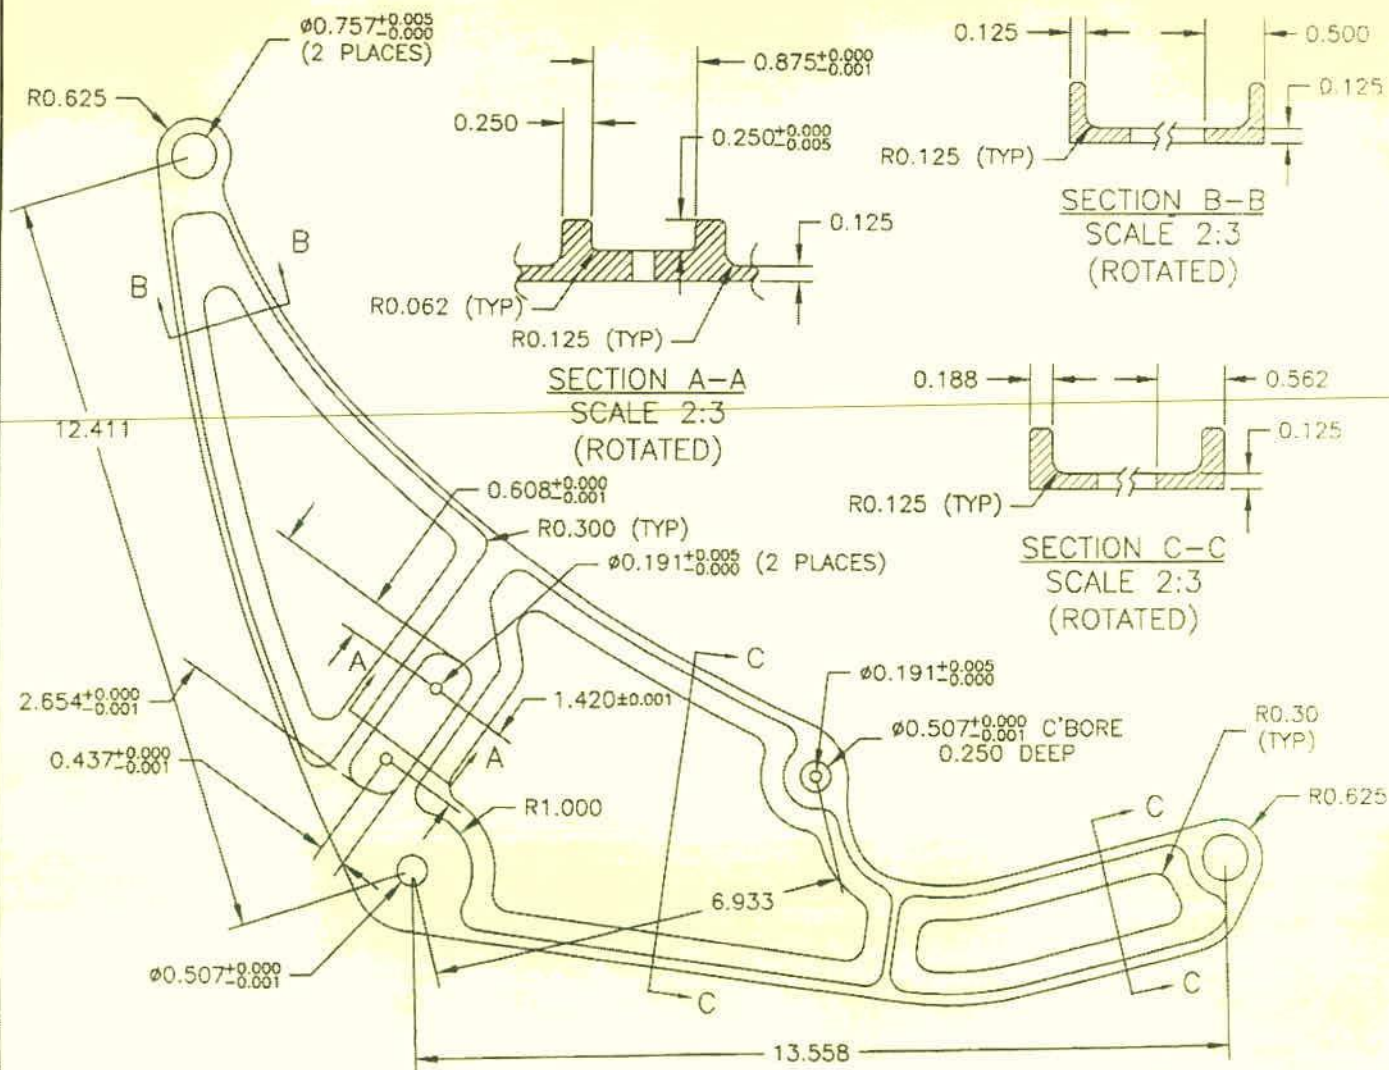 ø0.757+0.005 -0.000
(2 PLACES)
R0.625
0.250
0.875+0.000 -0.001
0.250+0.000 -0.005
0.125
R0.062 (TYP)
R0.125 (TYP)
SECTION A-A
SCALE 2:3
(ROTATED)
0.125
0.500
0.125
R0.125 (TYP)
SECTION B-B
SCALE 2:3
(ROTATED)
0.188
0.562
0.125
R0.125 (TYP)
SECTION C-C
SCALE 2:3
(ROTATED)
B
B
12.411
0.608+0.000 -0.001
R0.300 (TYP)
ø0.191+0.005 -0.000 (2 PLACES)
A
A
2.654+0.000 -0.001
1.420±0.001
0.437+0.000 -0.001
R1.000
C
C
ø0.191+0.005 -0.000
ø0.507+0.000 -0.001 C'BORE
0.250 DEEP
R0.30
(TYP)
R0.625
C
C
6.933
ø0.507+0.000 -0.001
13.558